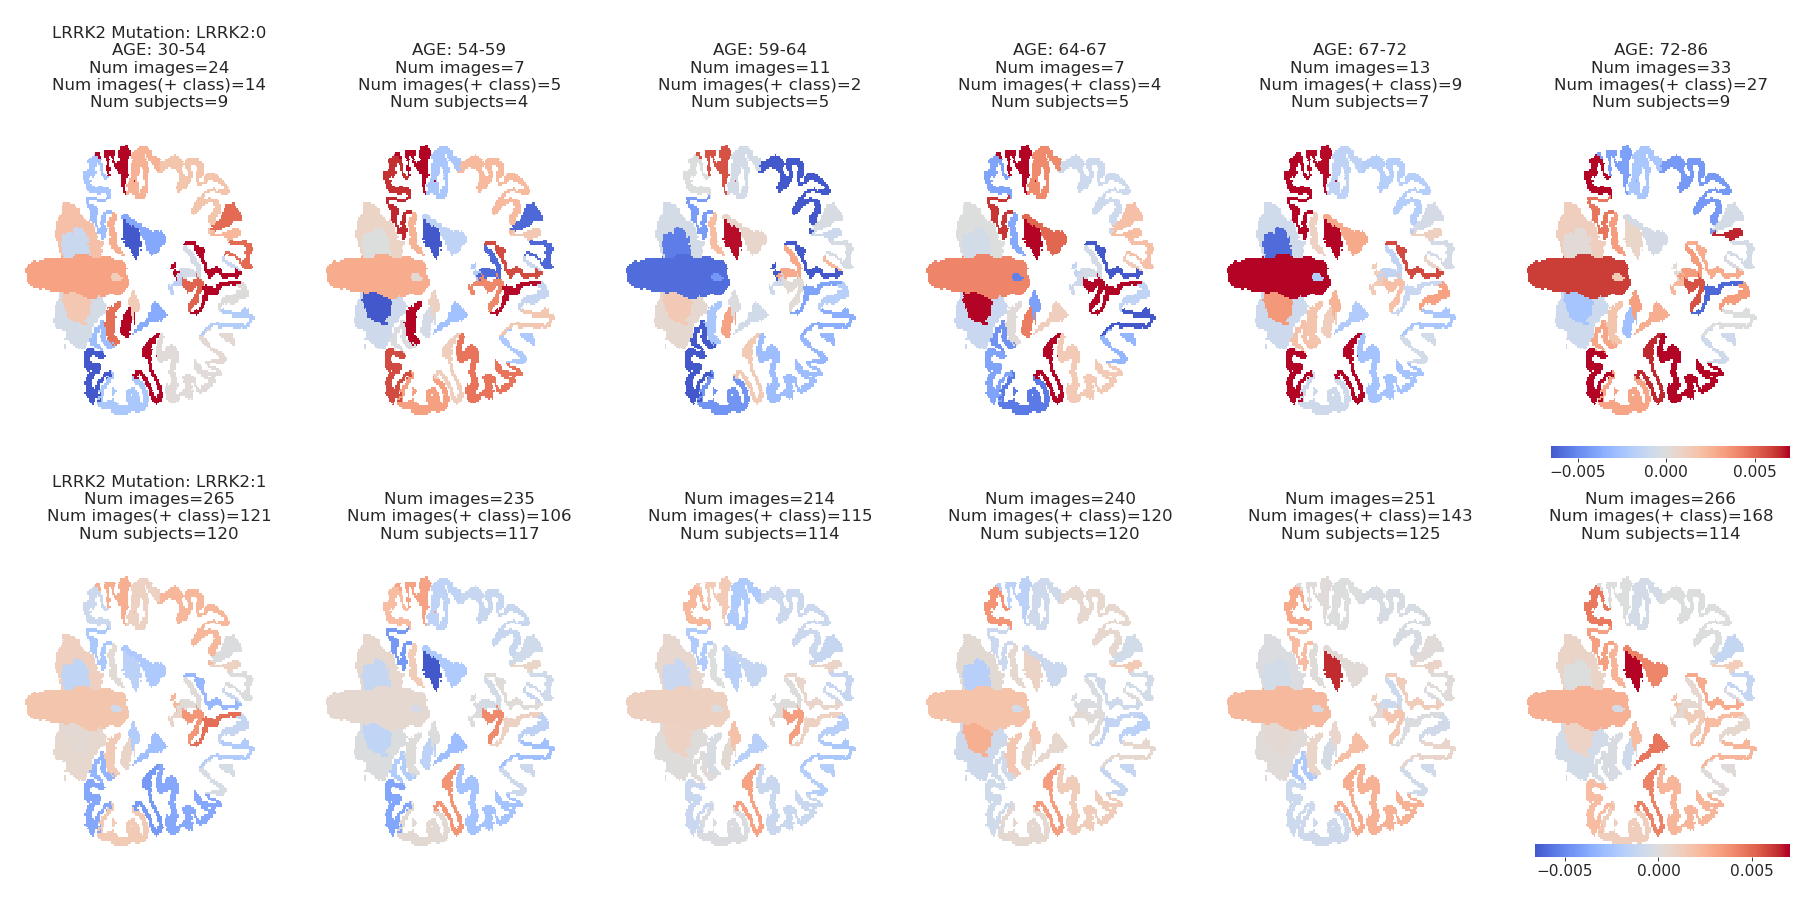 LRRK2 Mutation: LRRK2:0
AGE: 30-54
Num images=24
Num images(+ class)=14
Num subjects=9
AGE: 54-59
Num images=7
Num images(+ class)=5
Num subjects=4
AGE: 59-64
Num images=11
Num images(+ class)=2
Num subjects=5
AGE: 64-67
Num images=7
Num images(+ class)=4
Num subjects=5
AGE: 67-72
Num images=13
Num images(+ class)=9
Num subjects=7
AGE: 72-86
Num images=33
Num images(+ class)=27
Num subjects=9
−0.005 0.000 0.005
LRRK2 Mutation: LRRK2:1
Num images=265
Num images(+ class)=121
Num subjects=120
Num images=235
Num images(+ class)=106
Num subjects=117
Num images=214
Num images(+ class)=115
Num subjects=114
Num images=240
Num images(+ class)=120
Num subjects=120
Num images=251
Num images(+ class)=143
Num subjects=125
Num images=266
Num images(+ class)=168
Num subjects=114
−0.005 0.000 0.005